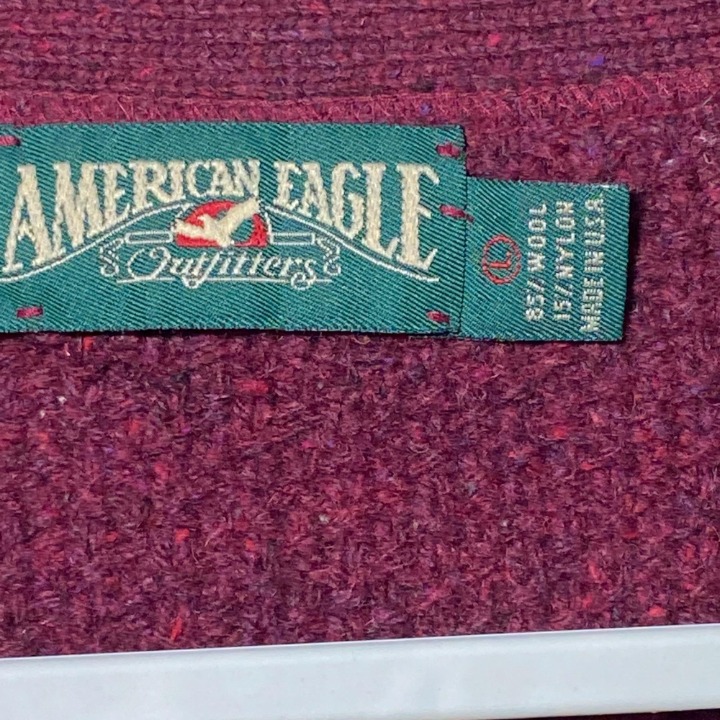 AMERICAN EAGLE
Outfitters
L
85% WOOL
15% NYLON
MADE IN U.S.A